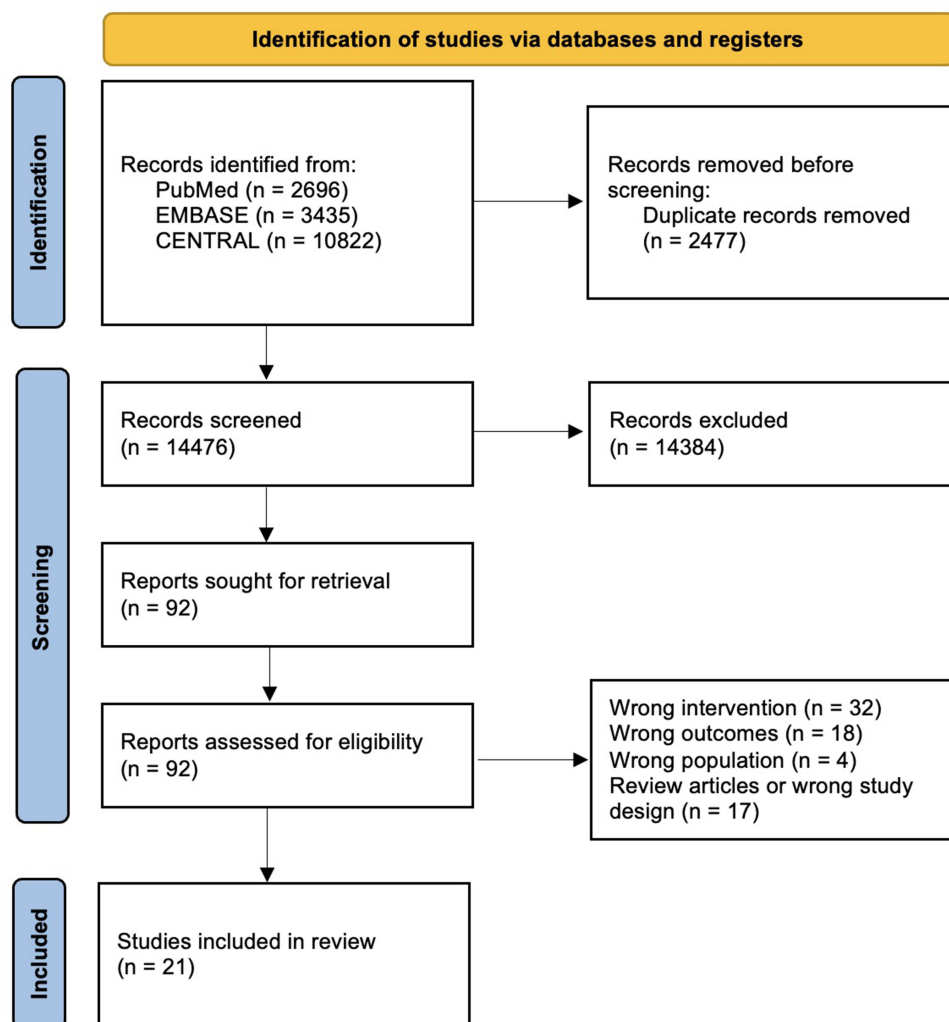 Identification of studies via databases and registers
Identification
Records identified from:
PubMed (n = 2696)
EMBASE (n = 3435)
CENTRAL (n = 10822)
Records removed before
screening:
Duplicate records removed
(n = 2477)
Screening
Records screened
(n = 14476)
Records excluded
(n = 14384)
Reports sought for retrieval
(n = 92)
Reports assessed for eligibility
(n = 92)
Wrong intervention (n = 32)
Wrong outcomes (n = 18)
Wrong population (n = 4)
Review articles or wrong study
design (n = 17)
Included
Studies included in review
(n = 21)